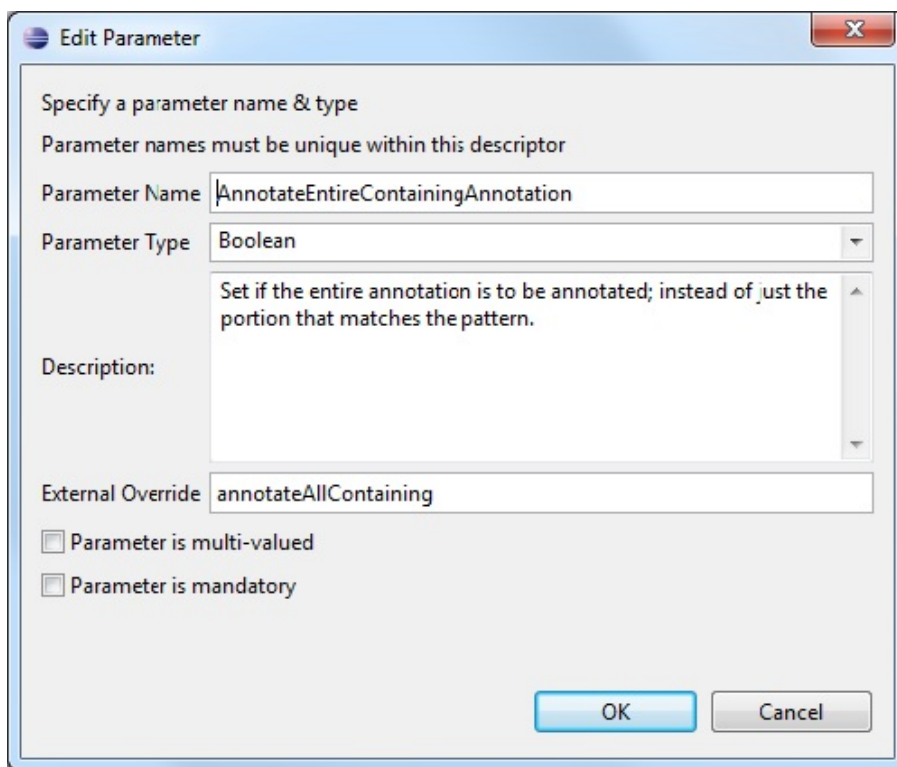 Edit Parameter
Specify a parameter name & type
Parameter names must be unique within this descriptor
Parameter Name AnnotateEntireContainingAnnotation
Parameter Type Boolean
Set if the entire annotation is to be annotated; instead of just the
portion that matches the pattern.
Description:
External Override annotateAllContaining
Parameter is multi-valued
Parameter is mandatory
OK Cancel